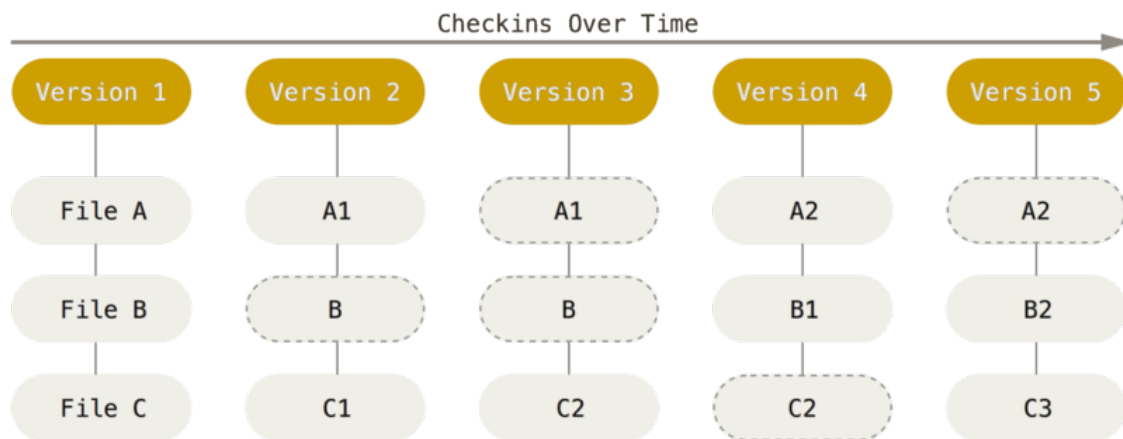 Checkins Over Time
Version 1 Version 2 Version 3 Version 4 Version 5
File A A1 A1 A2 A2
File B B B B1 B2
File C C1 C2 C2 C3